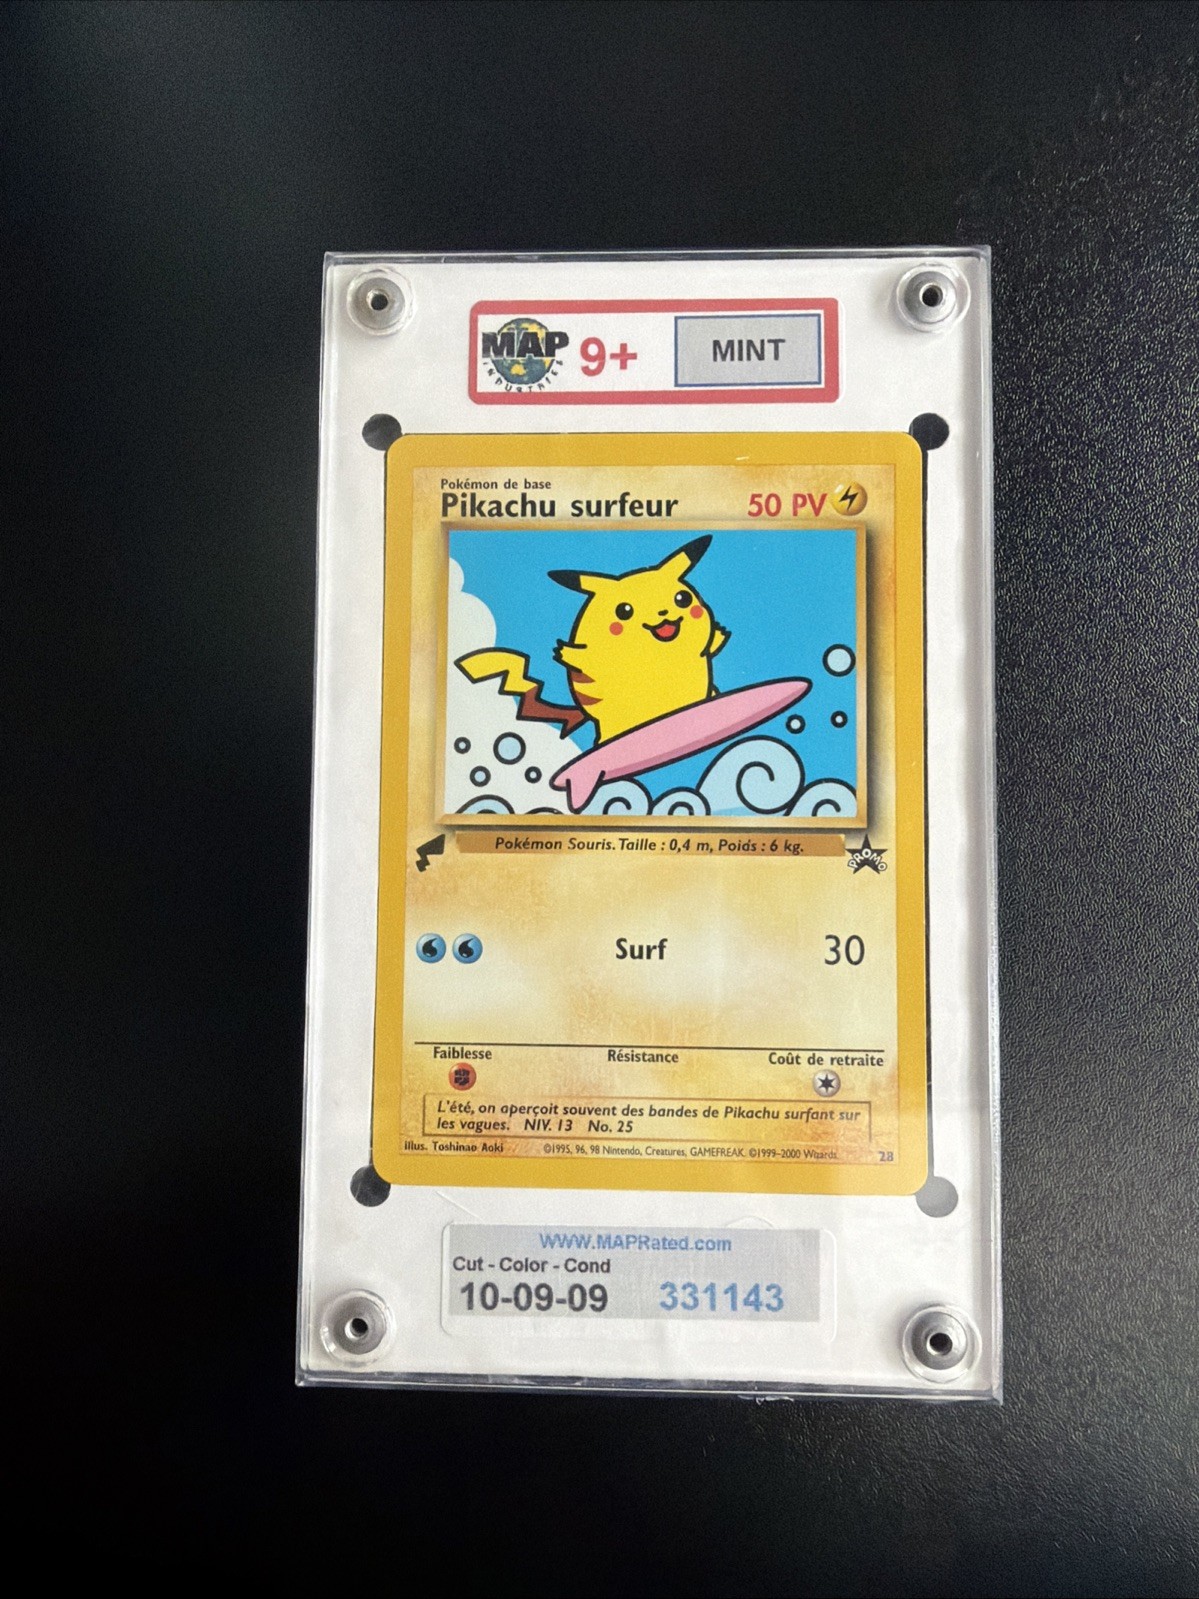 MAP
INDUSTRIES
9+
MINT
Pokémon de base
Pikachu surfeur
50 PV
Pokémon Souris. Taille : 0,4 m, Poids : 6 kg.
PROMO
Surf
30
Faiblesse
Résistance
Coût de retraite
L'été, on aperçoit souvent des bandes de Pikachu surfant sur
les vagues. NIV. 13 No. 25
Illus. Toshinao Aoki
©1995, 96, 98 Nintendo, Creatures, GAMEFREAK. ©1999–2000 Wizards.
28
WWW.MAPRated.com
Cut - Color - Cond
10-09-09
331143